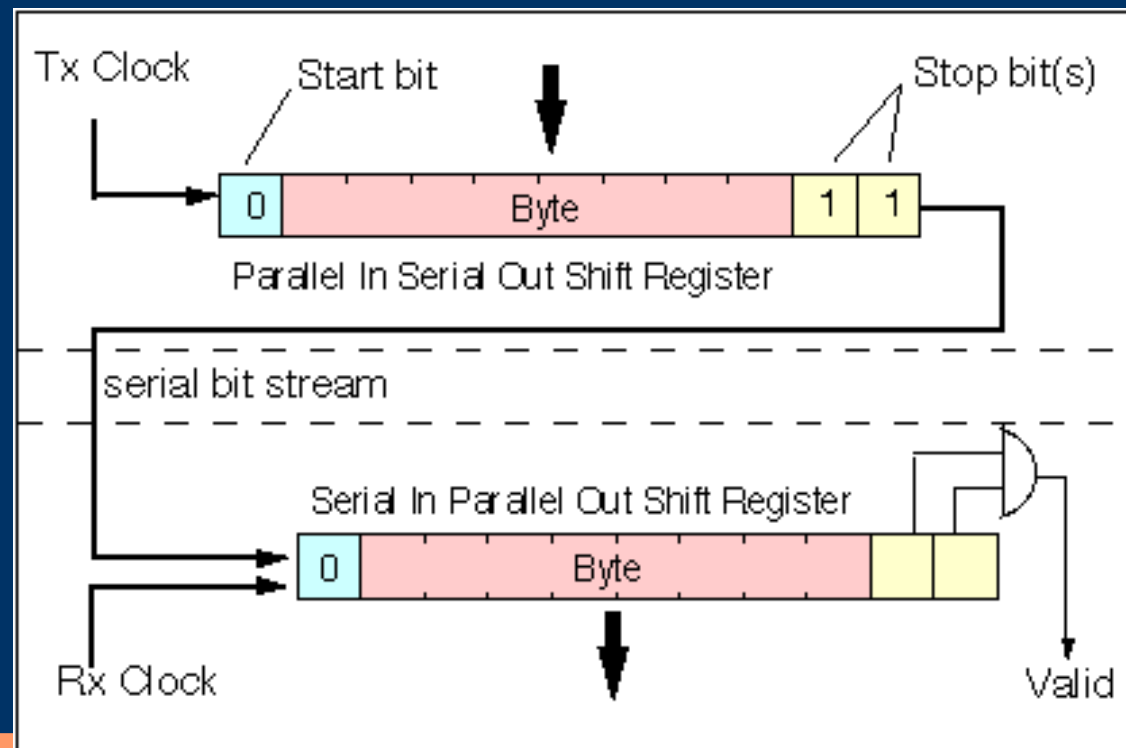 Tx Clock
Start bit
Stop bit(s)
0
Byte
1 1
Parallel In Serial Out Shift Register
serial bit stream
Serial In Parallel Out Shift Register
0
Byte
Rx Clock
Valid